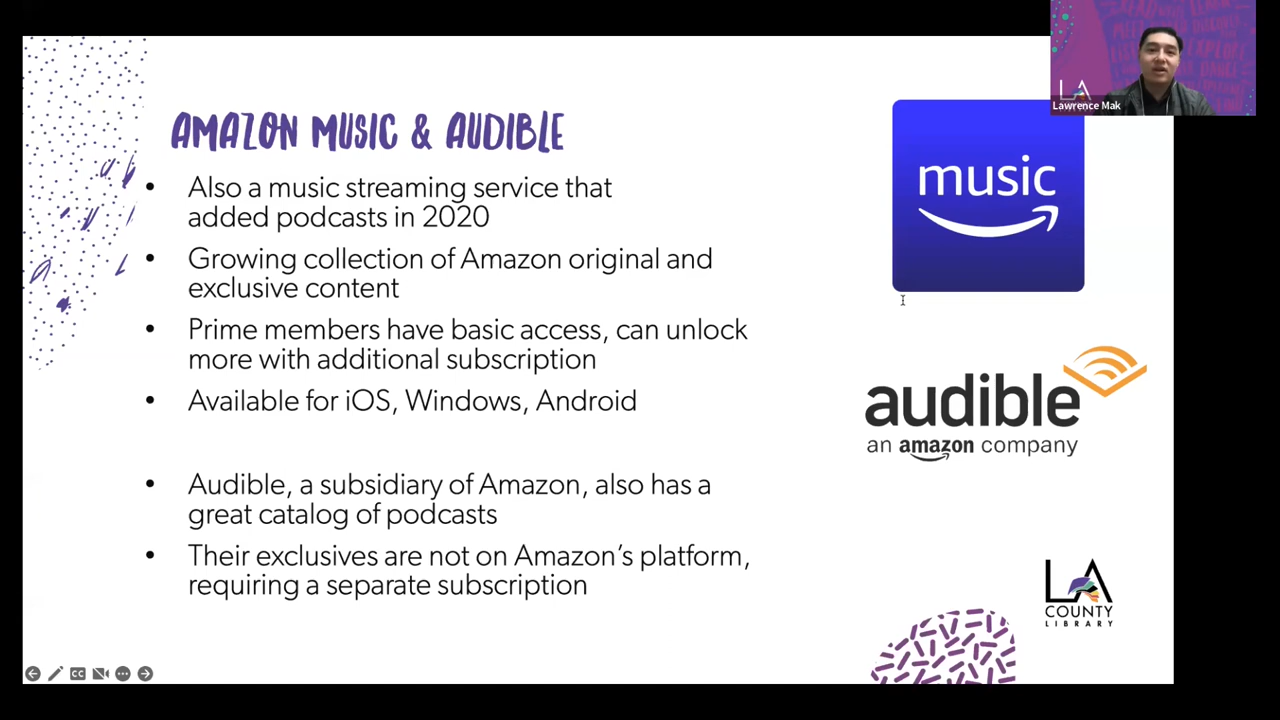 LA
Lawrence Mak
AMAZON MUSIC & AUDIBLE
• Also a music streaming service that
added podcasts in 2020
• Growing collection of Amazon original and
exclusive content
• Prime members have basic access, can unlock
more with additional subscription
• Available for iOS, Windows, Android
• Audible, a subsidiary of Amazon, also has a
great catalog of podcasts
• Their exclusives are not on Amazon’s platform,
requiring a separate subscription
music
audible
an amazon company
LA
COUNTY
LIBRARY
CC